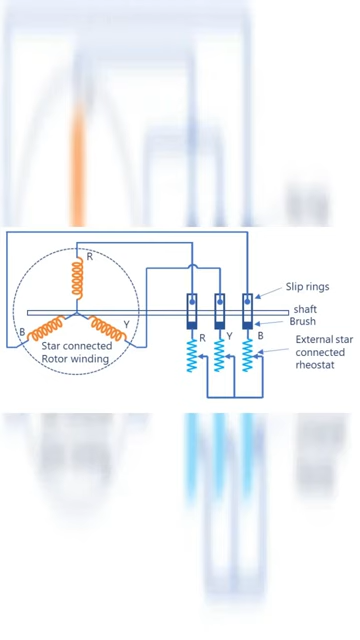 R
B
Y
Star connected
Rotor winding
Slip rings
shaft
Brush
R
Y
B
External star
connected
rheostat